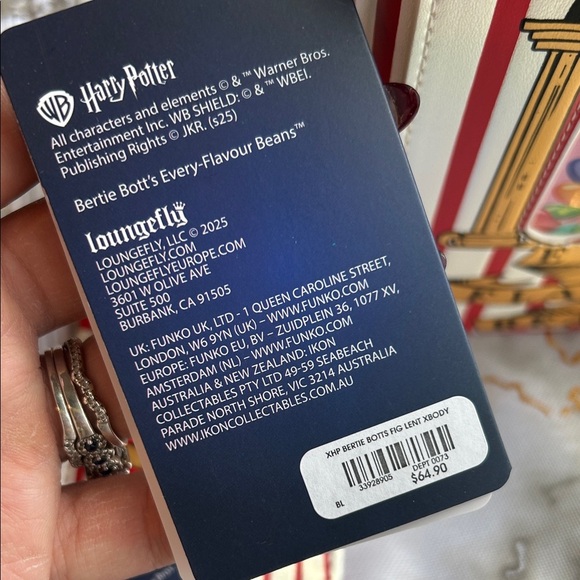 WB Harry Potter
All characters and elements © & ™ Warner Bros.
Entertainment Inc. WB SHIELD: © & ™ WBEI.
Publishing Rights © JKR. (s25)
Bertie Bott's Every-Flavour Beans™
loungefly
LOUNGEFLY, LLC © 2025
LOUNGEFLY.COM
LOUNGEFLYEUROPE.COM
3601 W OLIVE AVE
SUITE 500
BURBANK, CA 91505
UK: FUNKO UK, LTD - 1 QUEEN CAROLINE STREET,
LONDON, W6 9YN (UK) – WWW.FUNKO.COM
EUROPE: FUNKO EU, BV – ZUIDPLEIN 36, 1077 XV,
AMSTERDAM (NL) – WWW.FUNKO.COM
AUSTRALIA & NEW ZEALAND: IKON
COLLECTABLES PTY LTD 49-59 SEABEACH
PARADE NORTH SHORE, VIC 3214 AUSTRALIA
WWW.IKONCOLLECTABLES.COM.AU
XHP BERTIE BOTTS FIG LENT XBODY
33928905 DEPT 0073
BL $64.90